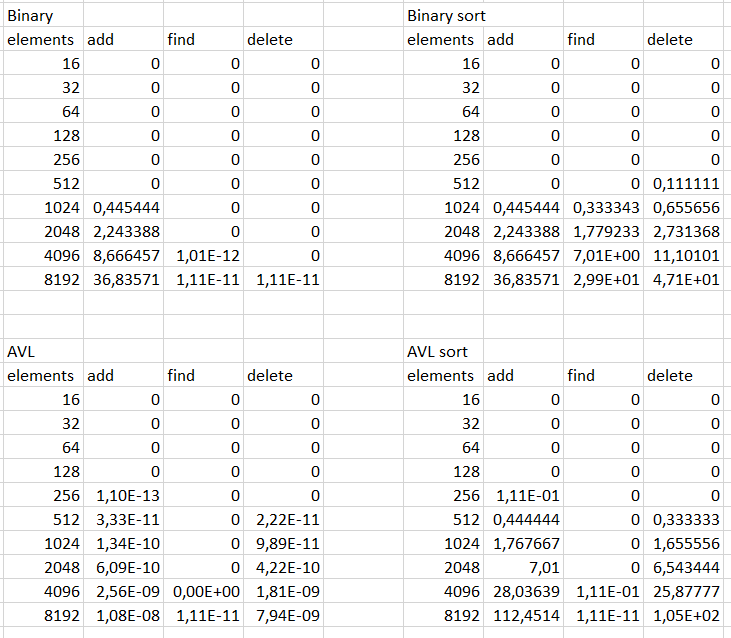 Binary Binary sort
elements add find delete elements add find delete
16 0 0 0 16 0 0 0
32 0 0 0 32 0 0 0
64 0 0 0 64 0 0 0
128 0 0 0 128 0 0 0
256 0 0 0 256 0 0 0
512 0 0 0 512 0 0 0,111111
1024 0,445444 0 0 1024 0,445444 0,333343 0,655656
2048 2,243388 0 0 2048 2,243388 1,779233 2,731368
4096 8,666457 1,01E-12 0 4096 8,666457 7,01E+00 11,10101
8192 36,83571 1,11E-11 1,11E-11 8192 36,83571 2,99E+01 4,71E+01
AVL AVL sort
elements add find delete elements add find delete
16 0 0 0 16 0 0 0
32 0 0 0 32 0 0 0
64 0 0 0 64 0 0 0
128 0 0 0 128 0 0 0
256 1,10E-13 0 0 256 1,11E-01 0 0
512 3,33E-11 0 2,22E-11 512 0,444444 0 0,333333
1024 1,34E-10 0 9,89E-11 1024 1,767667 0 1,655556
2048 6,09E-10 0 4,22E-10 2048 7,01 0 6,543444
4096 2,56E-09 0,00E+00 1,81E-09 4096 28,03639 1,11E-01 25,87777
8192 1,08E-08 1,11E-11 7,94E-09 8192 112,4514 1,11E-11 1,05E+02